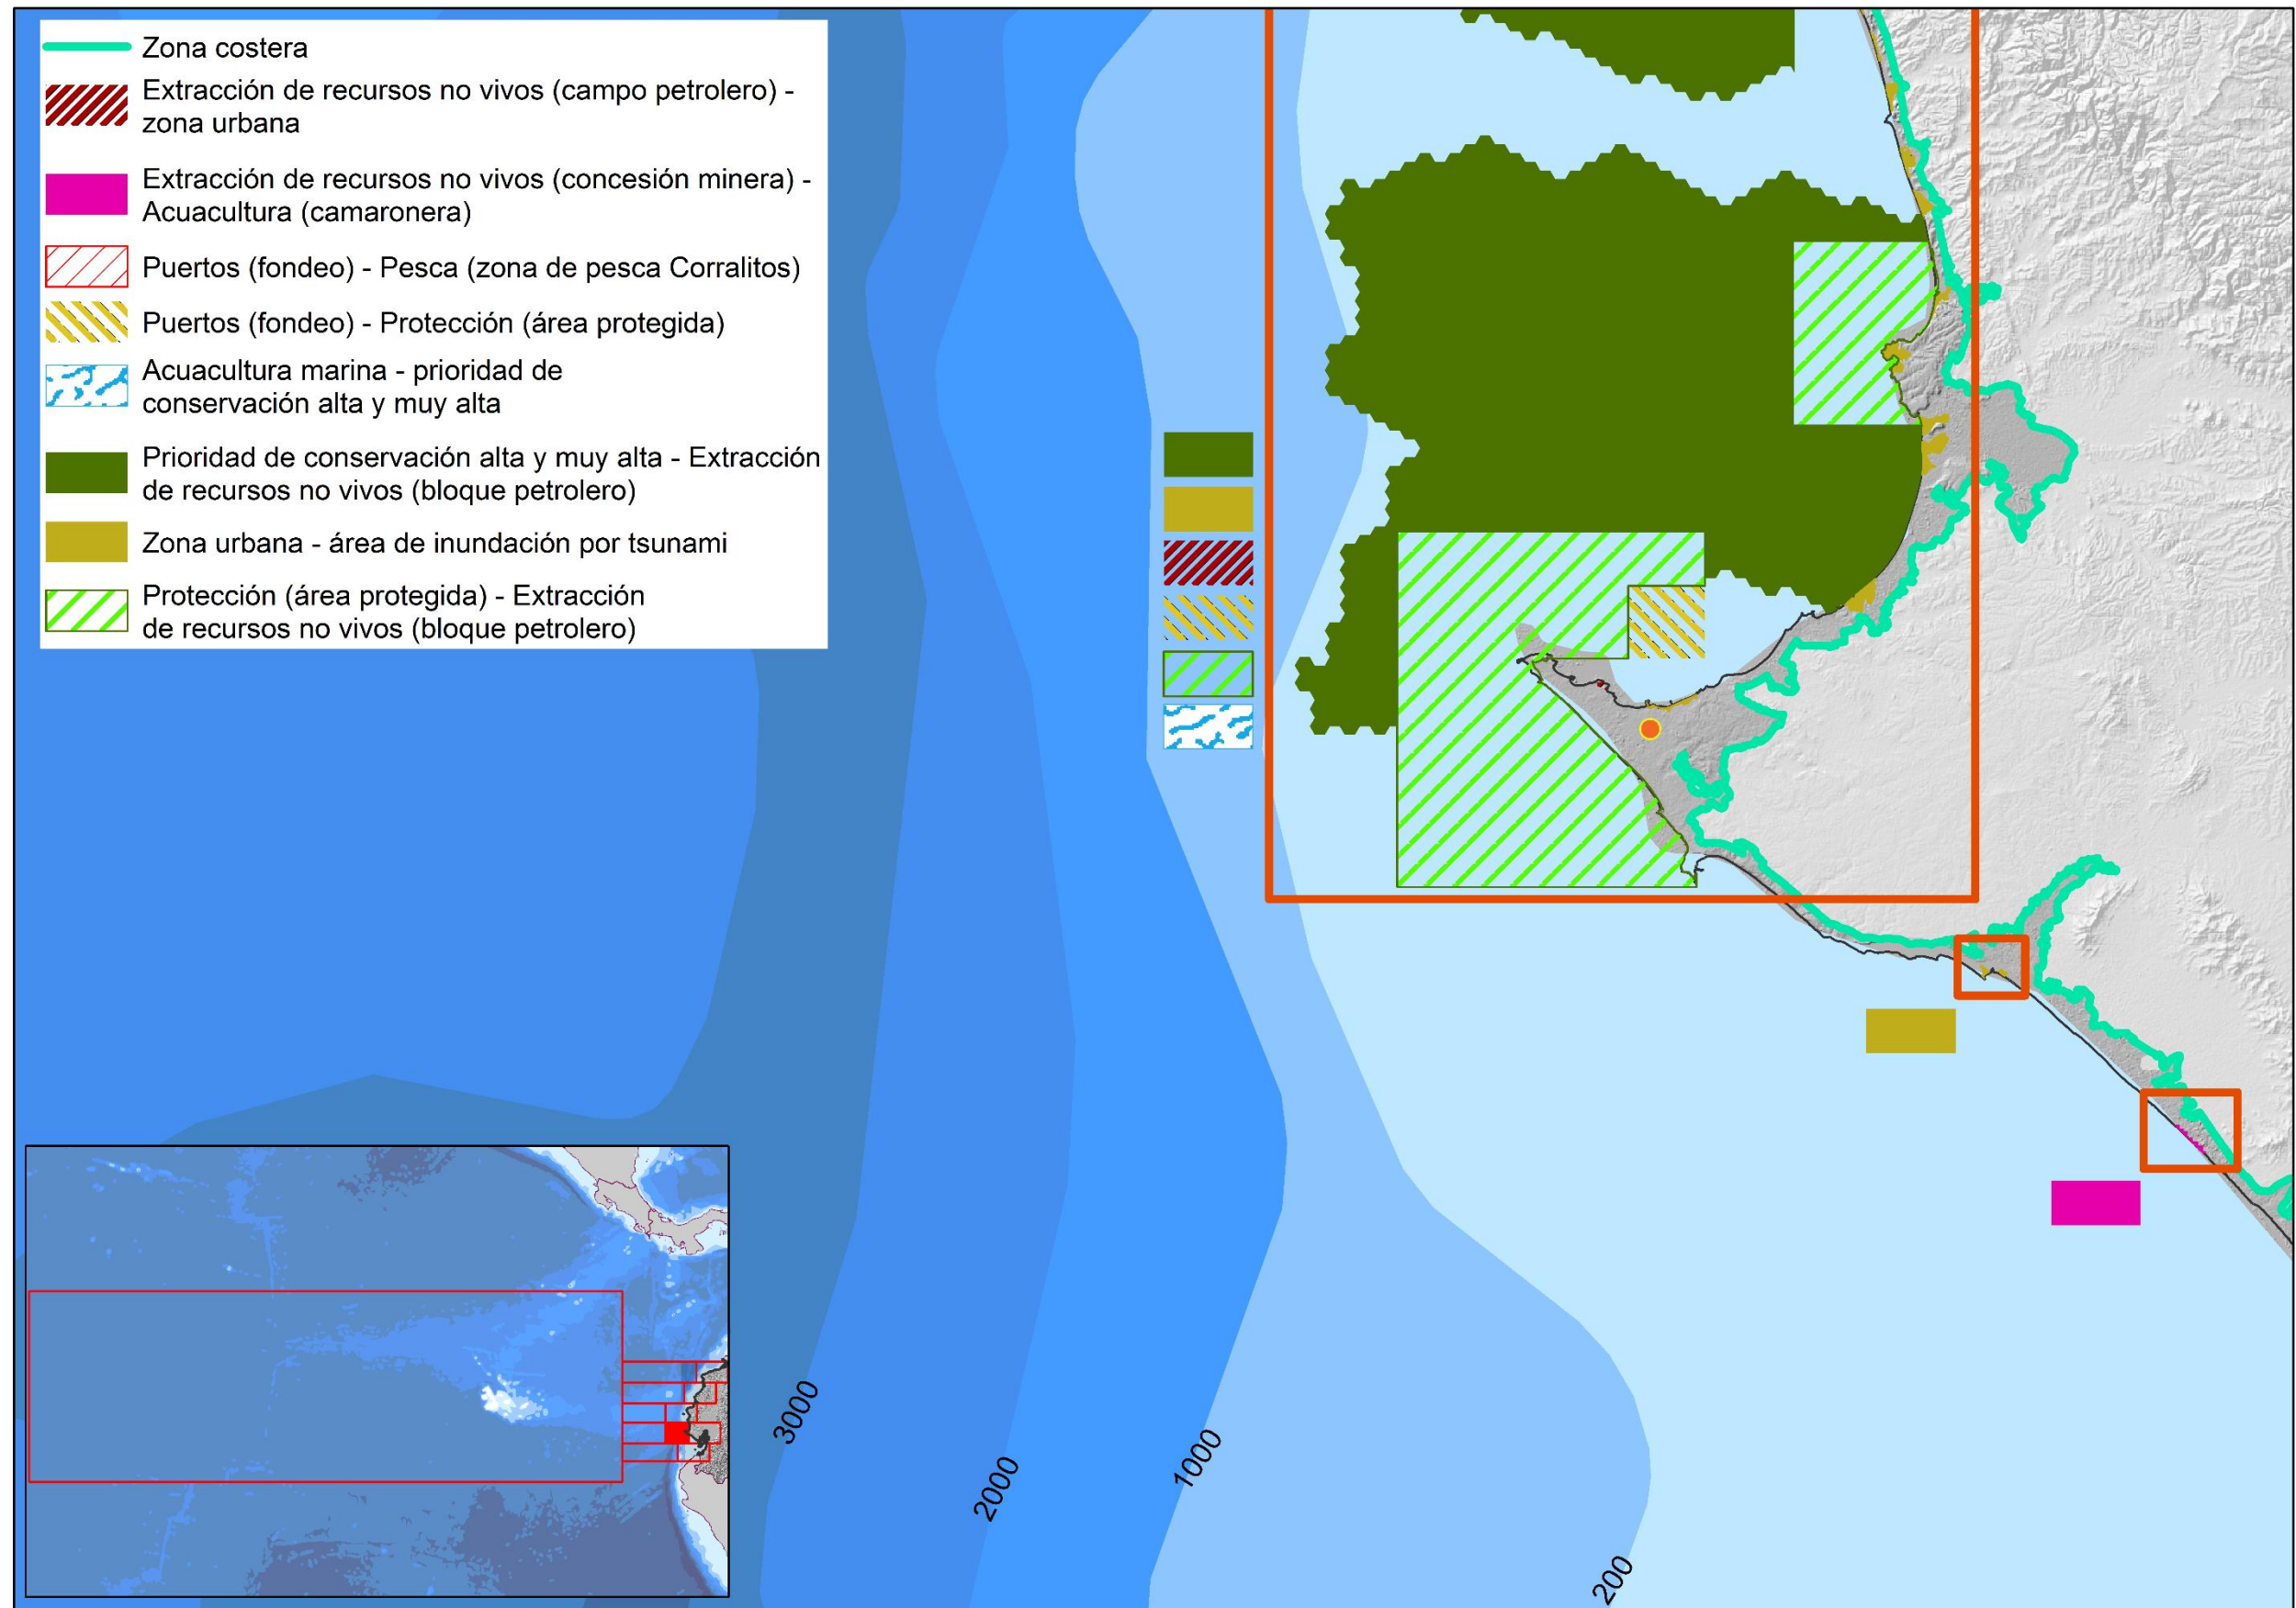 Zona costera
Extracción de recursos no vivos (campo petrolero) -
zona urbana
Extracción de recursos no vivos (concesión minera) -
Acuacultura (camaronera)
Puertos (fondeo) - Pesca (zona de pesca Corralitos)
Puertos (fondeo) - Protección (área protegida)
Acuacultura marina - prioridad de
conservación alta y muy alta
Prioridad de conservación alta y muy alta - Extracción
de recursos no vivos (bloque petrolero)
Zona urbana - área de inundación por tsunami
Protección (área protegida) - Extracción
de recursos no vivos (bloque petrolero)
3000
2000
1000
200